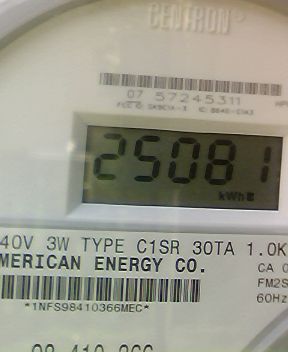 CENTRON
07 57245311
25081
kWh
40V 3W TYPE C1SR 30TA 1.0K
MERICAN ENERGY CO.
CA 0
FM2S
60Hz
*1NFS98410366MEC*